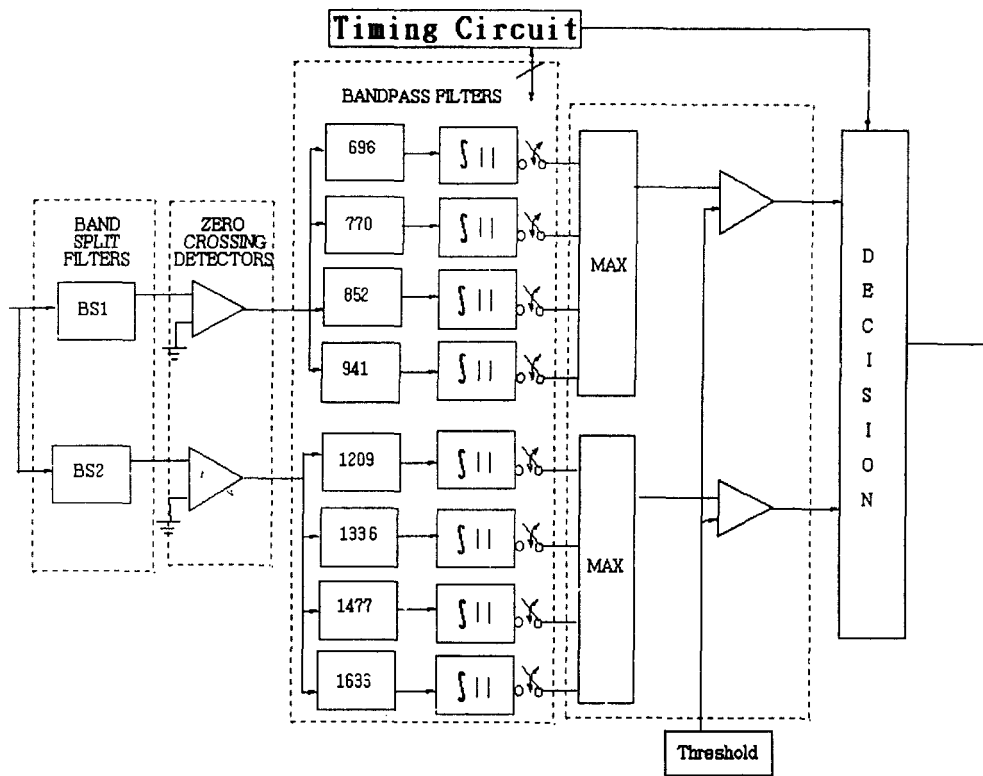 Timing Circuit
BANDPASS FILTERS
BAND
SPLIT
FILTERS
ZERO
CROSSING
DETECTORS
BS1
BS2
696
∫ ||
770
∫ ||
852
∫ ||
941
∫ ||
1209
∫ ||
1336
∫ ||
1477
∫ ||
1633
∫ ||
MAX
MAX
DECISION
Threshold